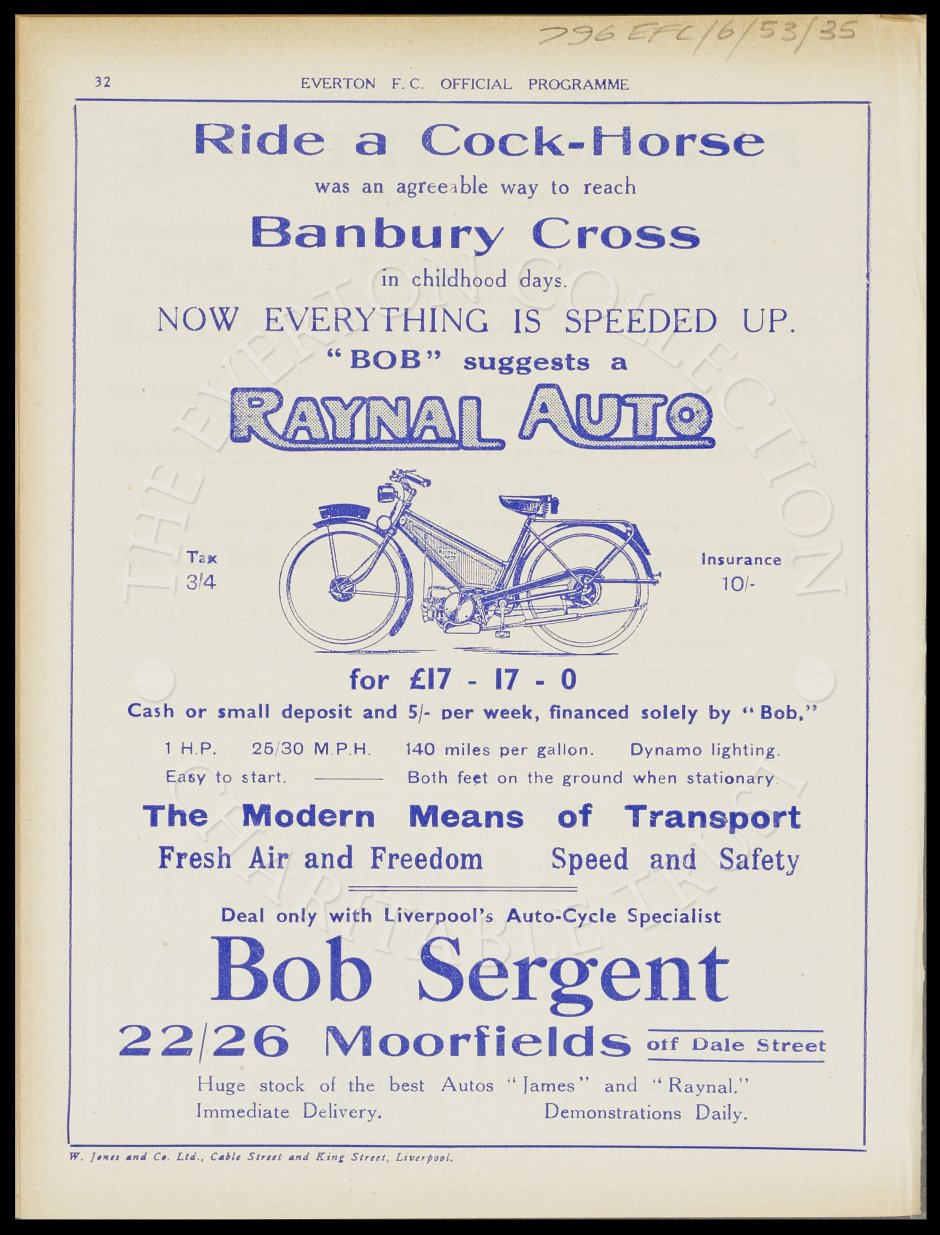 796 EFC/6/53/35
32 EVERTON F.C. OFFICIAL PROGRAMME
Ride a Cock-Horse
was an agreeable way to reach
Banbury Cross
in childhood days.
NOW EVERYTHING IS SPEEDED UP.
"BOB" suggests a
RAYNAL AUTO
Tax
3/4
Insurance
10/-
for £17 - 17 - 0
Cash or small deposit and 5/- per week, financed solely by "Bob."
1 H.P. 25/30 M.P.H. 140 miles per gallon. Dynamo lighting.
Easy to start. Both feet on the ground when stationary.
The Modern Means of Transport
Fresh Air and Freedom Speed and Safety
Deal only with Liverpool's Auto-Cycle Specialist
Bob Sergent
22/26 Moorfields off Dale Street
Huge stock of the best Autos "James" and "Raynal."
Immediate Delivery. Demonstrations Daily.
W. Jones and Co. Ltd., Cable Street and King Street, Liverpool.
THE EVERTON COLLECTION
CHARITABLE TRUST